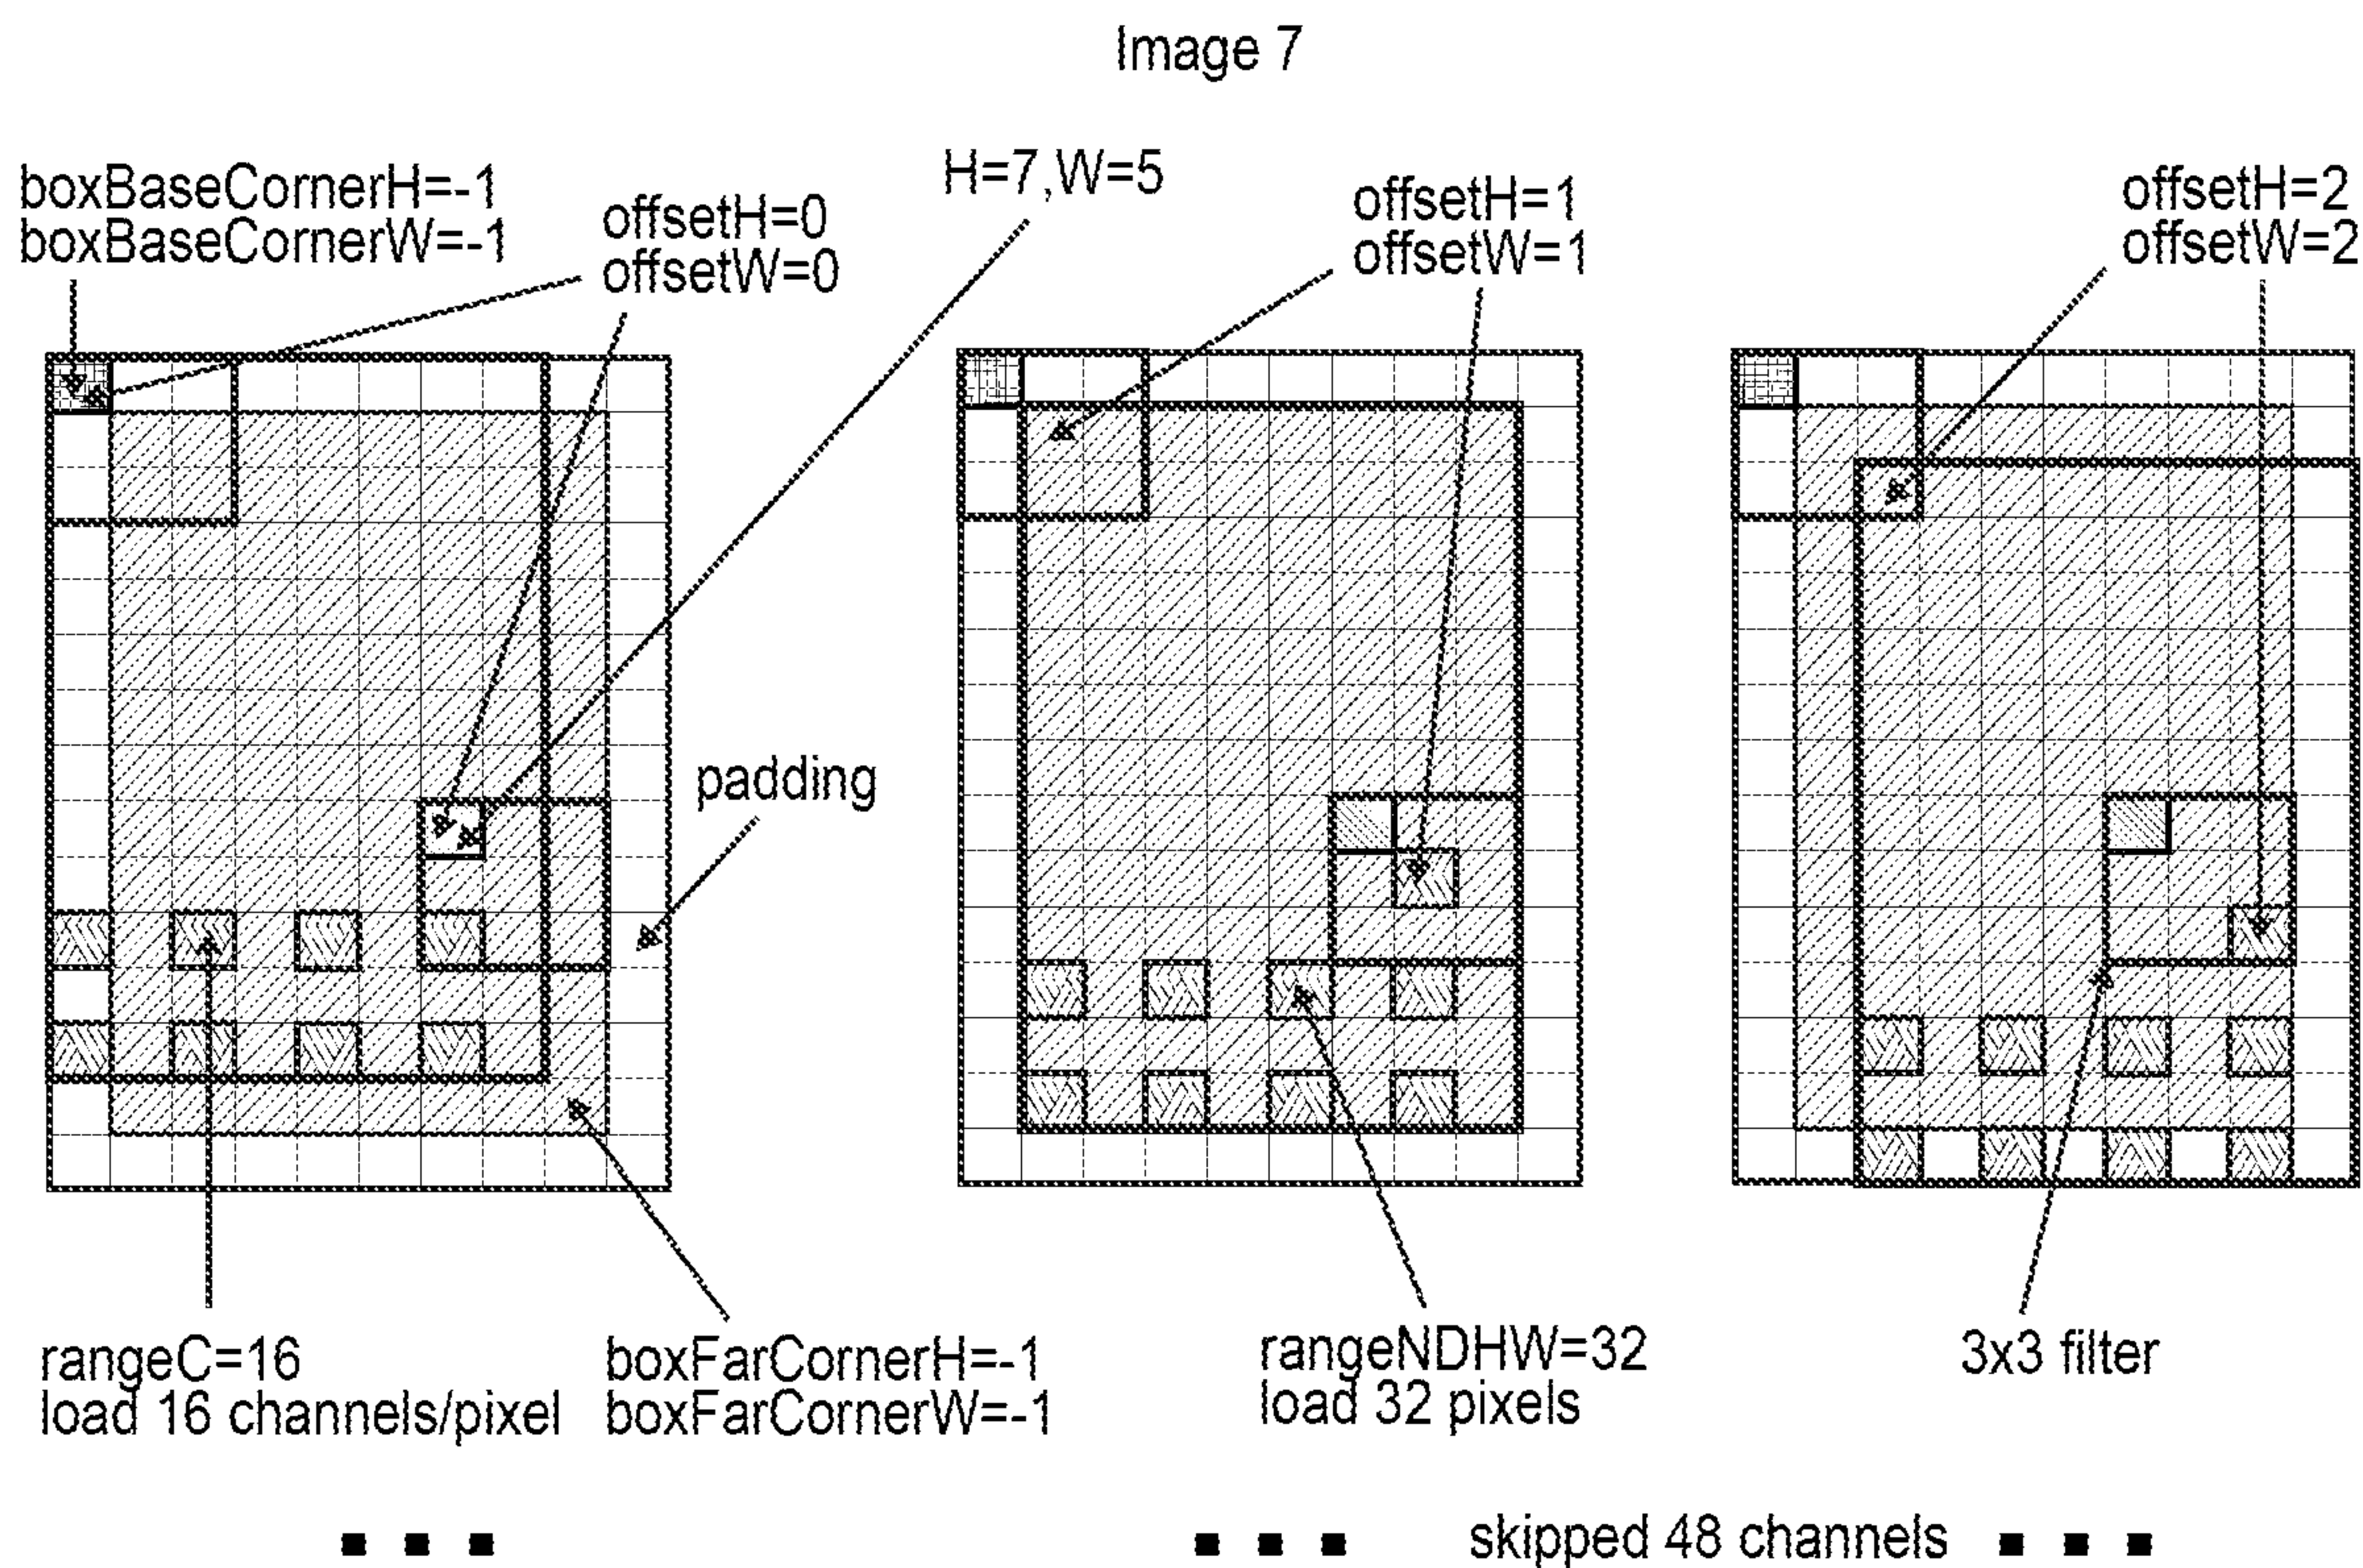 Image 7
boxBaseCornerH=-1
boxBaseCornerW=-1
offsetH=0
offsetW=0
H=7,W=5
offsetH=1
offsetW=1
offsetH=2
offsetW=2
padding
rangeC=16
load 16 channels/pixel
boxFarCornerH=-1
boxFarCornerW=-1
rangeNDHW=32
load 32 pixels
3x3 filter
skipped 48 channels